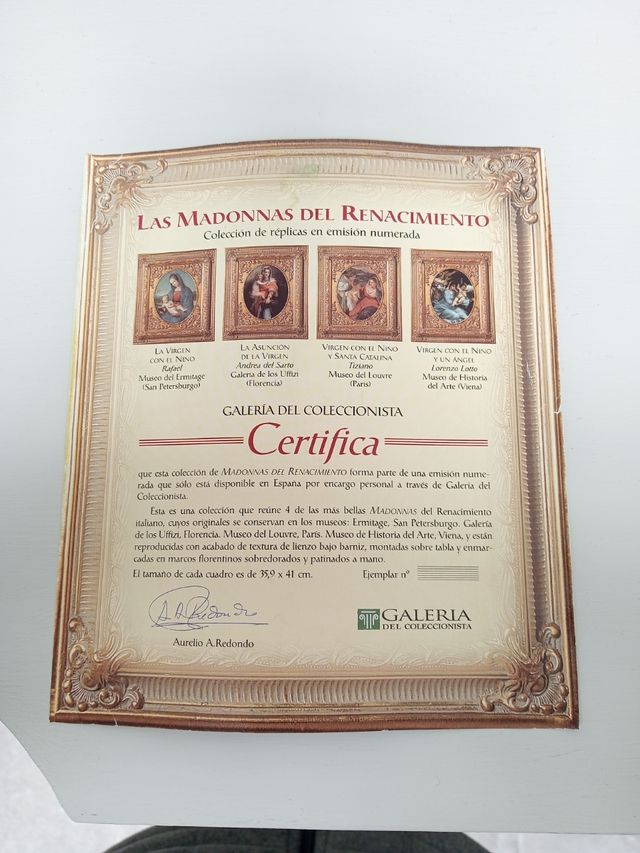 LAS MADONNAS DEL RENACIMIENTO
Colección de réplicas en emisión numerada
LA VIRGEN
CON EL NIÑO
Rafael
Museo del Ermitage
(San Petersburgo)
LA ASUNCIÓN
DE LA VIRGEN
Andrea del Sarto
Galería de los Uffizi
(Florencia)
VIRGEN CON EL NIÑO
Y SANTA CATALINA
Tiziano
Museo del Louvre
(París)
VIRGEN CON EL NIÑO
Y UN ÁNGEL
Lorenzo Lotto
Museo de Historia
del Arte (Viena)
GALERÍA DEL COLECCIONISTA
Certifica
que esta colección de MADONNAS DEL RENACIMIENTO forma parte de una emisión nume-
rada que sólo está disponible en España por encargo personal a través de Galería del
Coleccionista.
Esta es una colección que reúne 4 de las más bellas MADONNAS del Renacimiento
italiano, cuyos originales se conservan en los museos: Ermitage, San Petersburgo. Galería
de los Uffizi, Florencia. Museo del Louvre, París. Museo de Historia del Arte, Viena, y están
reproducidas con acabado de textura de lienzo bajo barniz, montadas sobre tabla y enmar-
cadas en marcos florentinos sobredorados y patinados a mano.
El tamaño de cada cuadro es de 35,9 x 41 cm.
Ejemplar nº
A. A. Redondo
Aurelio A.Redondo
GALERIA
DEL COLECCIONISTA